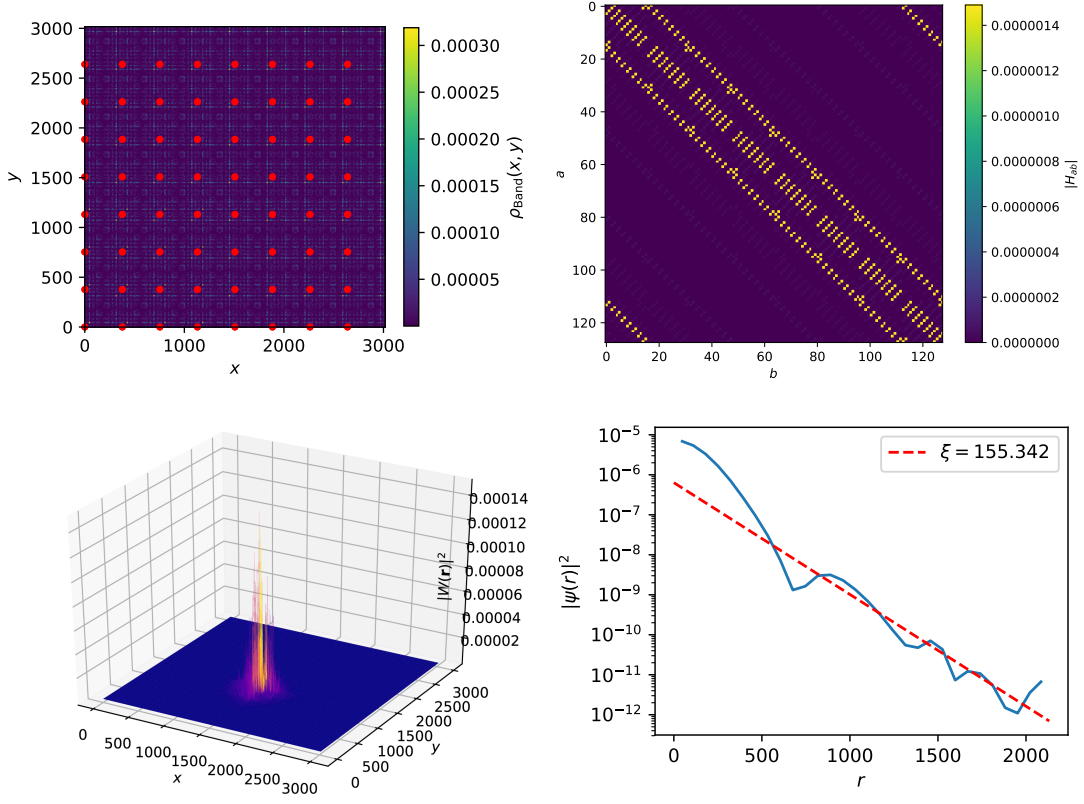 3000
2500
2000
1500
1000
500
0
y
0 1000 2000 3000
x
0.00030
0.00025
0.00020
0.00015
0.00010
0.00005
ρBand(x, y)
0
20
40
60
80
100
120
a
0 20 40 60 80 100 120
b
0.0000014
0.0000012
0.0000010
0.0000008
0.0000006
0.0000004
0.0000002
0.0000000
|Hab|
0.00014
0.00012
0.00010
0.00008
0.00006
0.00004
0.00002
|W(r)|²
0 500 1000 1500 2000 2500 3000
x
0 500 1000 1500 2000 2500 3000
y
10⁻⁵
10⁻⁶
10⁻⁷
10⁻⁸
10⁻⁹
10⁻¹⁰
10⁻¹¹
10⁻¹²
|ψ(r)|²
ξ = 155.342
0 500 1000 1500 2000
r